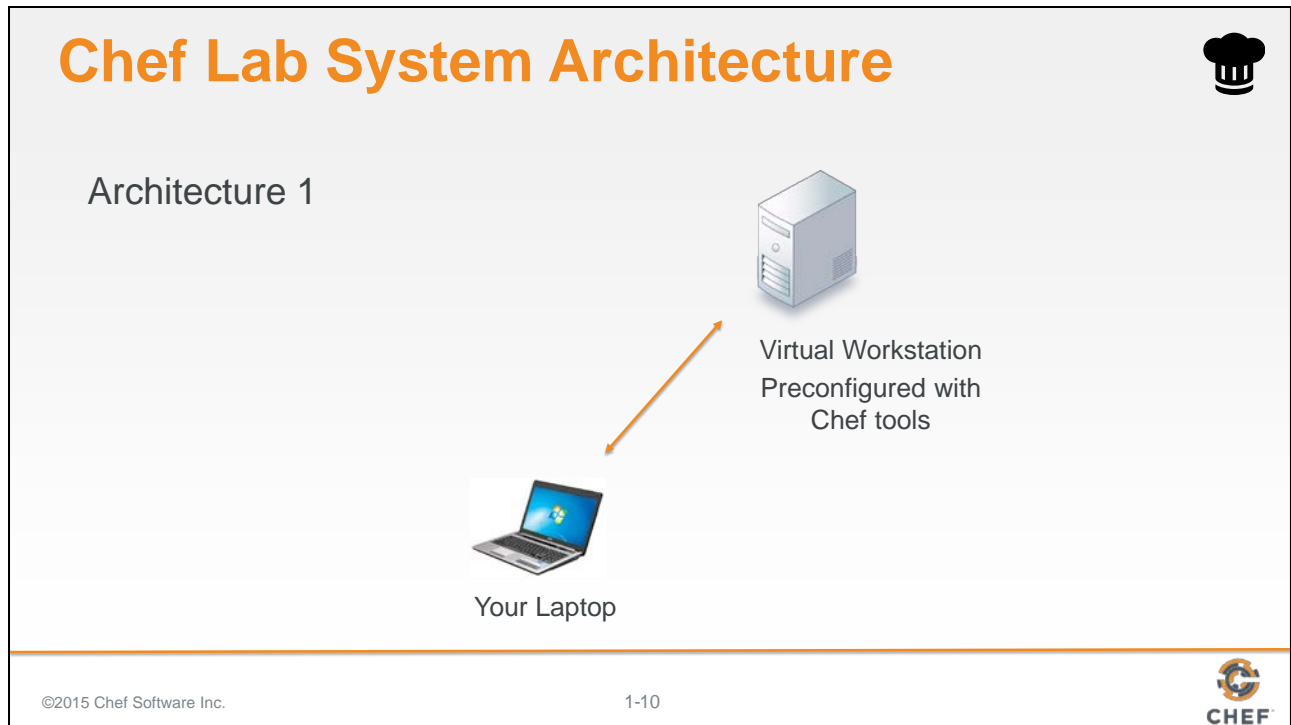 Chef Lab System Architecture
Architecture 1
Virtual Workstation
Preconfigured with
Chef tools
Your Laptop
©2015 Chef Software Inc.
1-10
CHEF